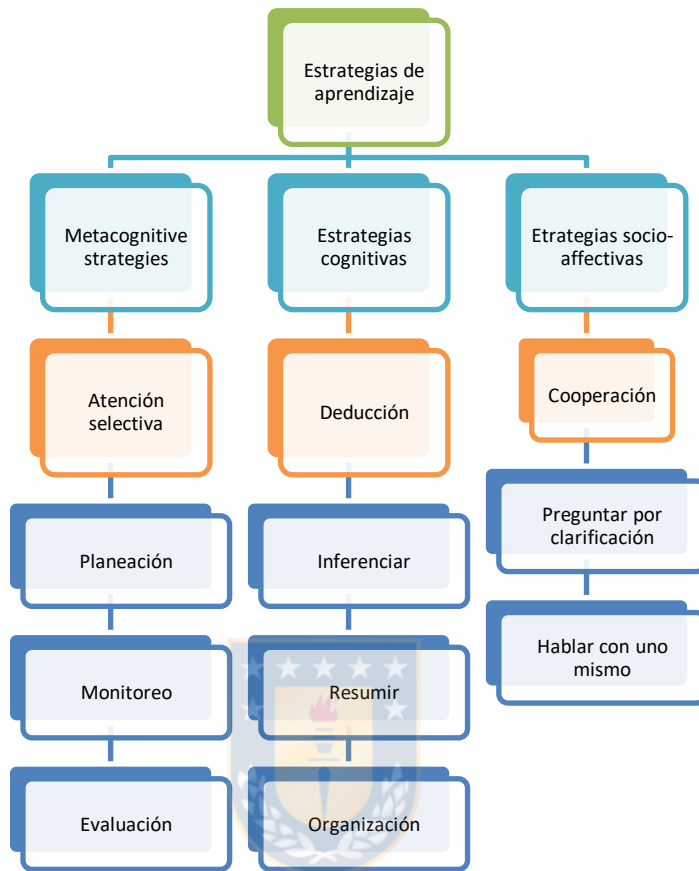 Estrategias de
aprendizaje
Metacognitive
strategies
Estrategias
cognitivas
Etrategias socio-
affectivas
Atención
selectiva
Deducción
Cooperación
Planeación
Inferenciar
Preguntar por
clarificación
Monitoreo
Resumir
Hablar con uno
mismo
Evaluación
Organización